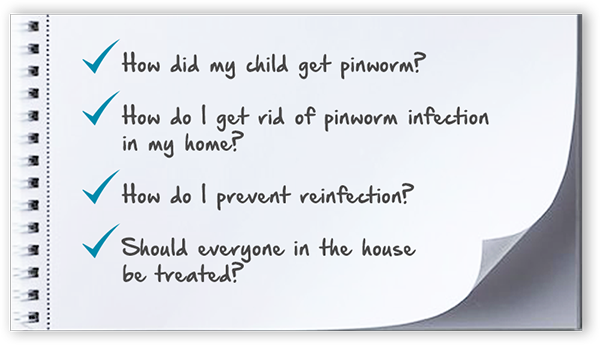 How did my child get pinworm?
How do I get rid of pinworm infection
in my home?
How do I prevent reinfection?
Should everyone in the house
be treated?